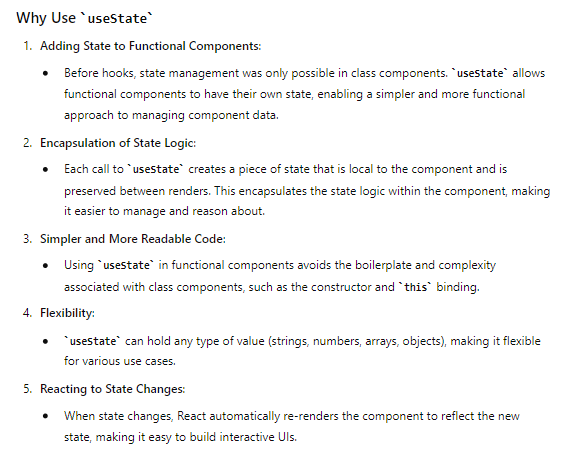 Why Use `useState`
1. Adding State to Functional Components:
• Before hooks, state management was only possible in class components. `useState` allows
functional components to have their own state, enabling a simpler and more functional
approach to managing component data.
2. Encapsulation of State Logic:
• Each call to `useState` creates a piece of state that is local to the component and is
preserved between renders. This encapsulates the state logic within the component, making
it easier to manage and reason about.
3. Simpler and More Readable Code:
• Using `useState` in functional components avoids the boilerplate and complexity
associated with class components, such as the constructor and `this` binding.
4. Flexibility:
• `useState` can hold any type of value (strings, numbers, arrays, objects), making it flexible
for various use cases.
5. Reacting to State Changes:
• When state changes, React automatically re-renders the component to reflect the new
state, making it easy to build interactive UIs.